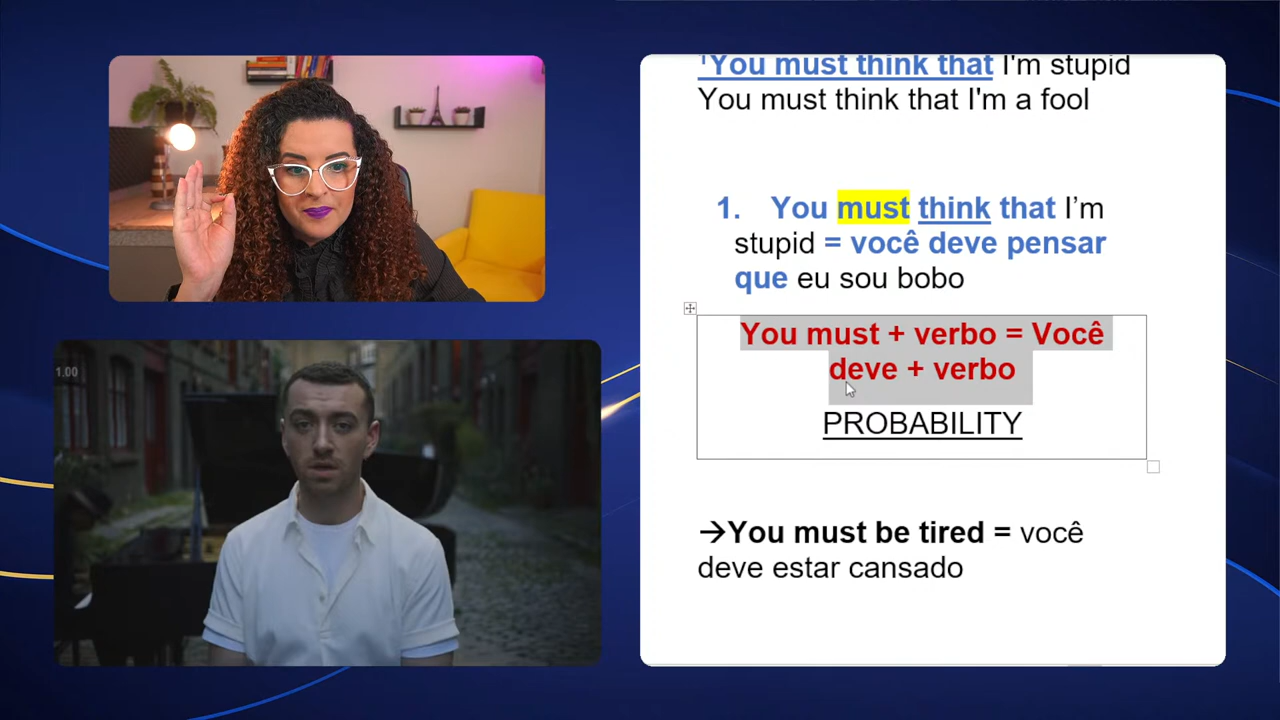 1.00
¹You must think that I'm stupid
You must think that I'm a fool
1. You must think that I’m
stupid = você deve pensar
que eu sou bobo
You must + verbo = Você
deve + verbo
PROBABILITY
→You must be tired = você
deve estar cansado